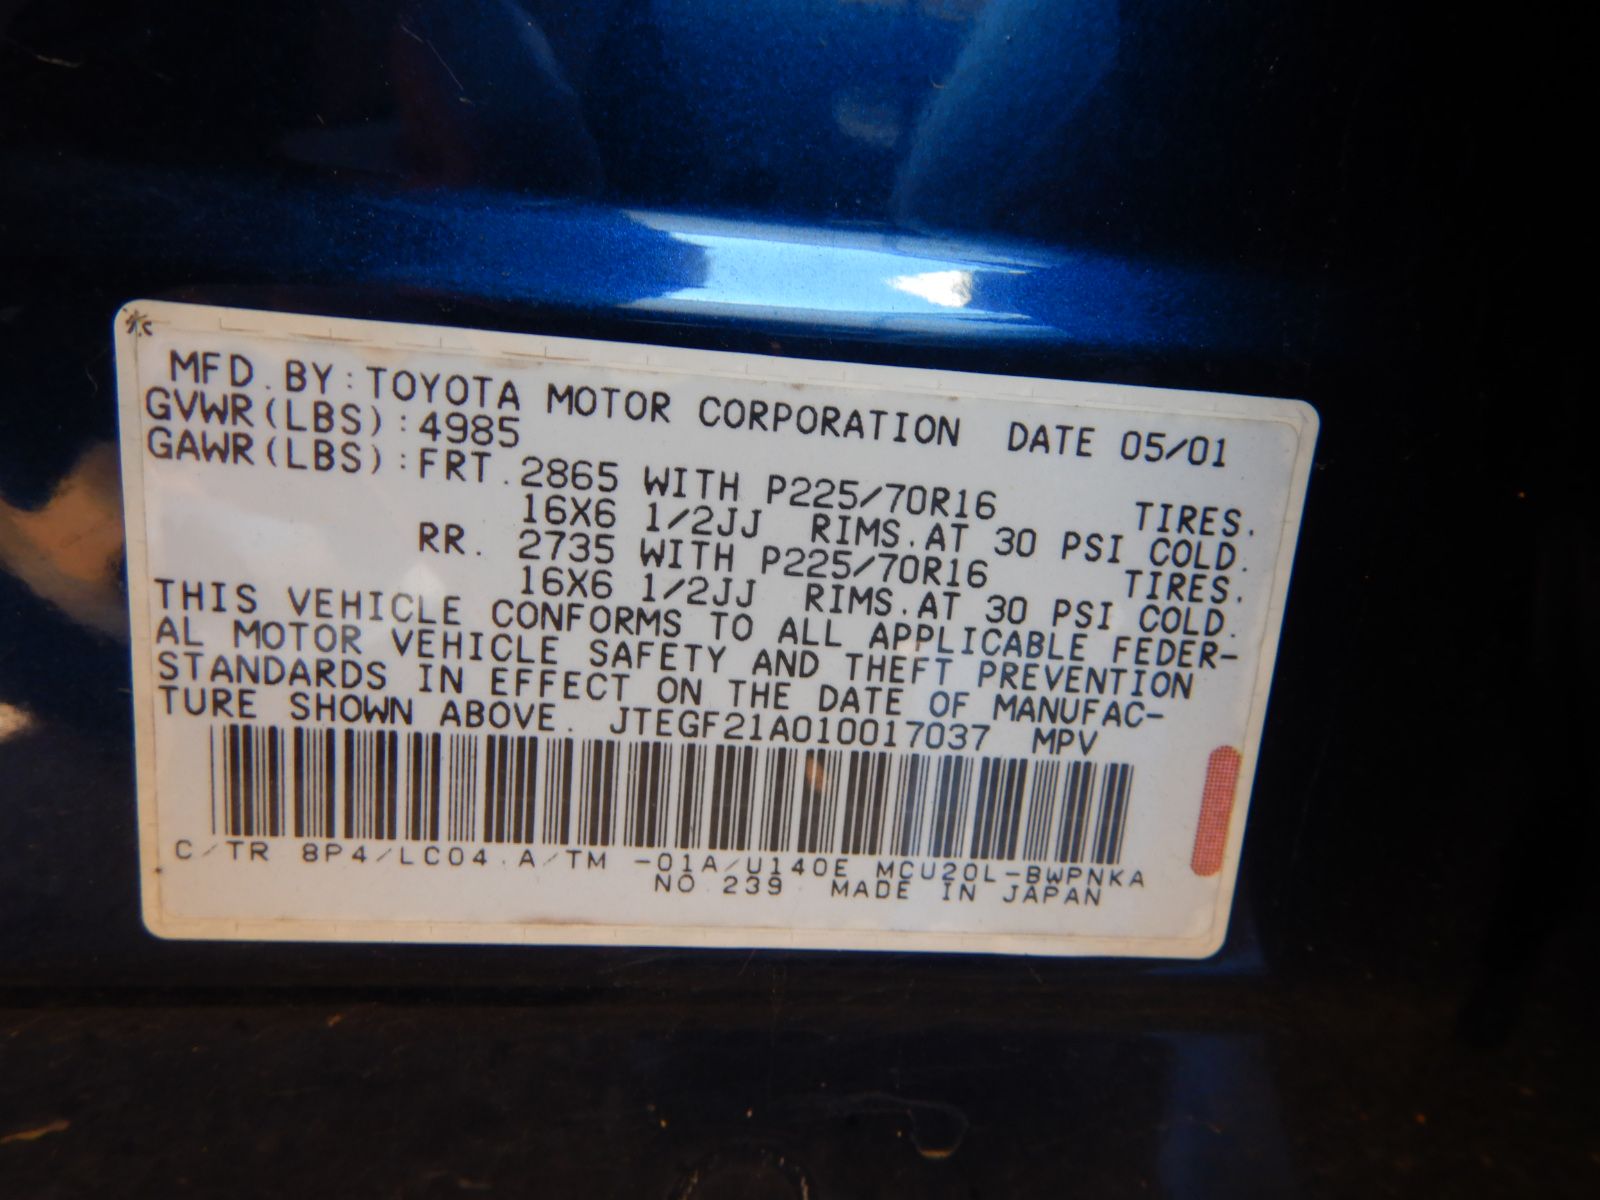 MFD. BY: TOYOTA MOTOR CORPORATION DATE 05/01
GVWR(LBS):4985
GAWR(LBS):FRT. 2865 WITH P225/70R16 TIRES.
16X6 1/2JJ RIMS. AT 30 PSI COLD.
RR. 2735 WITH P225/70R16 TIRES.
16X6 1/2JJ RIMS. AT 30 PSI COLD.
THIS VEHICLE CONFORMS TO ALL APPLICABLE FEDER-
AL MOTOR VEHICLE SAFETY AND THEFT PREVENTION
STANDARDS IN EFFECT ON THE DATE OF MANUFAC-
TURE SHOWN ABOVE. JTEGF21A010017037 MPV
C/TR 8P4/LC04 A/TM -01A/U140E MCU20L-BWPNKA
NO 239 MADE IN JAPAN